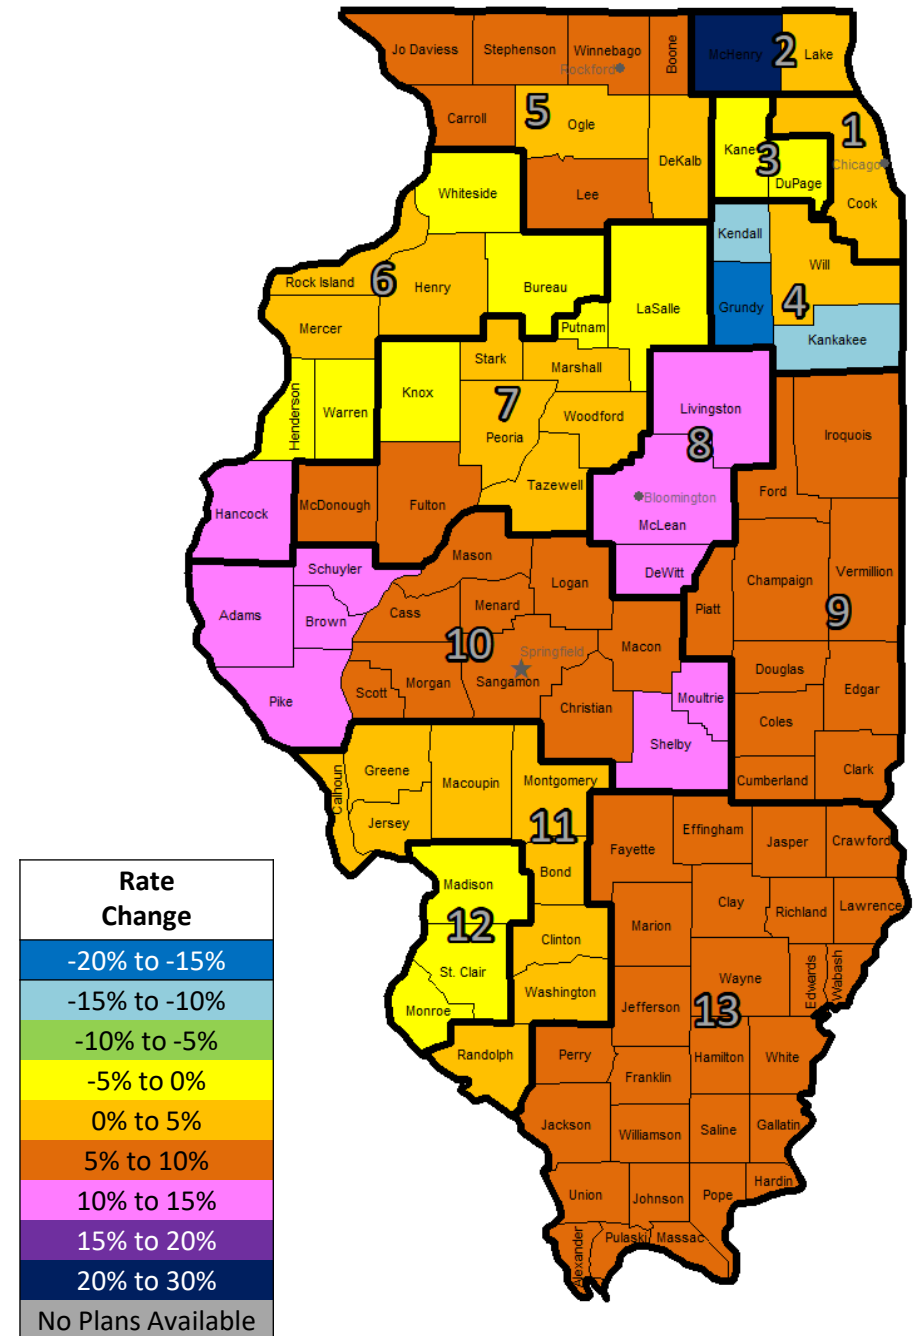 Jo Daviess
Stephenson
Winnebago
Boone
McHenry
2
Lake
Rockford
Carroll
5
Ogle
DeKalb
Kane
3
1
Chicago
DuPage
Cook
Whiteside
Lee
Kendall
Will
Rock Island
6
Henry
Bureau
LaSalle
Grundy
4
Mercer
Putnam
Kankakee
Stark
Marshall
Henderson
Warren
Knox
7
Peoria
Woodford
Livingston
8
Iroquois
Tazewell
Ford
Hancock
McDonough
Fulton
Bloomington
McLean
Mason
Schuyler
Logan
DeWitt
Champaign
Vermillion
Adams
Brown
Cass
Menard
Piatt
9
10
Springfield
Macon
Pike
Scott
Morgan
Sangamon
Christian
Moultrie
Douglas
Edgar
Shelby
Coles
Calhoun
Greene
Macoupin
Montgomery
Cumberland
Clark
Jersey
11
Fayette
Effingham
Jasper
Crawford
Madison
Bond
Clay
Richland
Lawrence
12
Marion
Clinton
St. Clair
Wayne
Edwards
Wabash
Monroe
Washington
Jefferson
13
Randolph
Perry
Franklin
Hamilton
White
Jackson
Williamson
Saline
Gallatin
Union
Johnson
Pope
Hardin
Alexander
Pulaski
Massac
Rate
Change
-20% to -15%
-15% to -10%
-10% to -5%
-5% to 0%
0% to 5%
5% to 10%
10% to 15%
15% to 20%
20% to 30%
No Plans Available